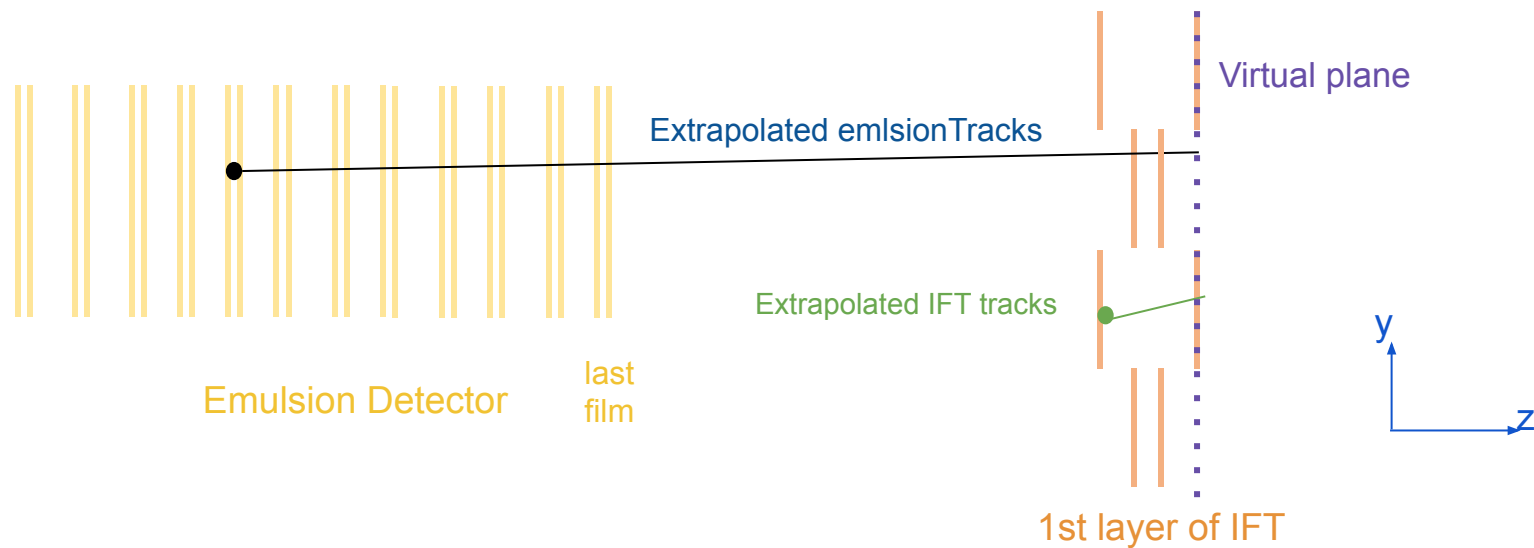 Virtual plane
Extrapolated emlsionTracks
Extrapolated IFT tracks
y
last
film
Emulsion Detector
z
1st layer of IFT